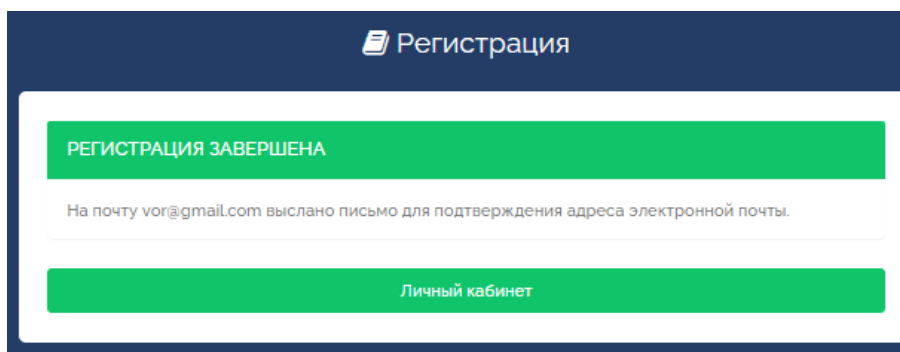 Регистрация
РЕГИСТРАЦИЯ ЗАВЕРШЕНА
На почту vor@gmail.com выслано письмо для подтверждения адреса электронной почты.
Личный кабинет